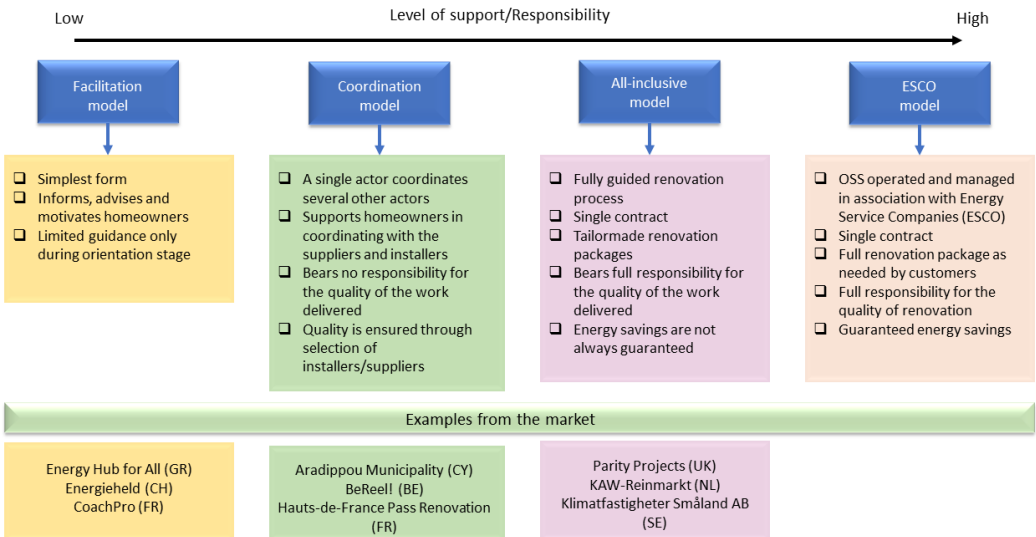 Level of support/Responsibility
Low
High
Facilitation
model
Coordination
model
All-inclusive
model
ESCO
model
Simplest form
Informs, advises and
motivates homeowners
Limited guidance only
during orientation stage
A single actor coordinates
several other actors
Supports homeowners in
coordinating with the
suppliers and installers
Bears no responsibility for
the quality of the work
delivered
Quality is ensured through
selection of
installers/suppliers
Fully guided renovation
process
Single contract
Tailormade renovation
packages
Bears full responsibility for
the quality of the work
delivered
Energy savings are not
always guaranteed
OSS operated and managed
in association with Energy
Service Companies (ESCO)
Single contract
Full renovation package as
needed by customers
Full responsibility for the
quality of renovation
Guaranteed energy savings
Examples from the market
Energy Hub for All (GR)
Energieheld (CH)
CoachPro (FR)
Aradippou Municipality (CY)
BeReel! (BE)
Hauts-de-France Pass Renovation
(FR)
Parity Projects (UK)
KAW-Reinmarkt (NL)
Klimatfastigheter Småland AB
(SE)